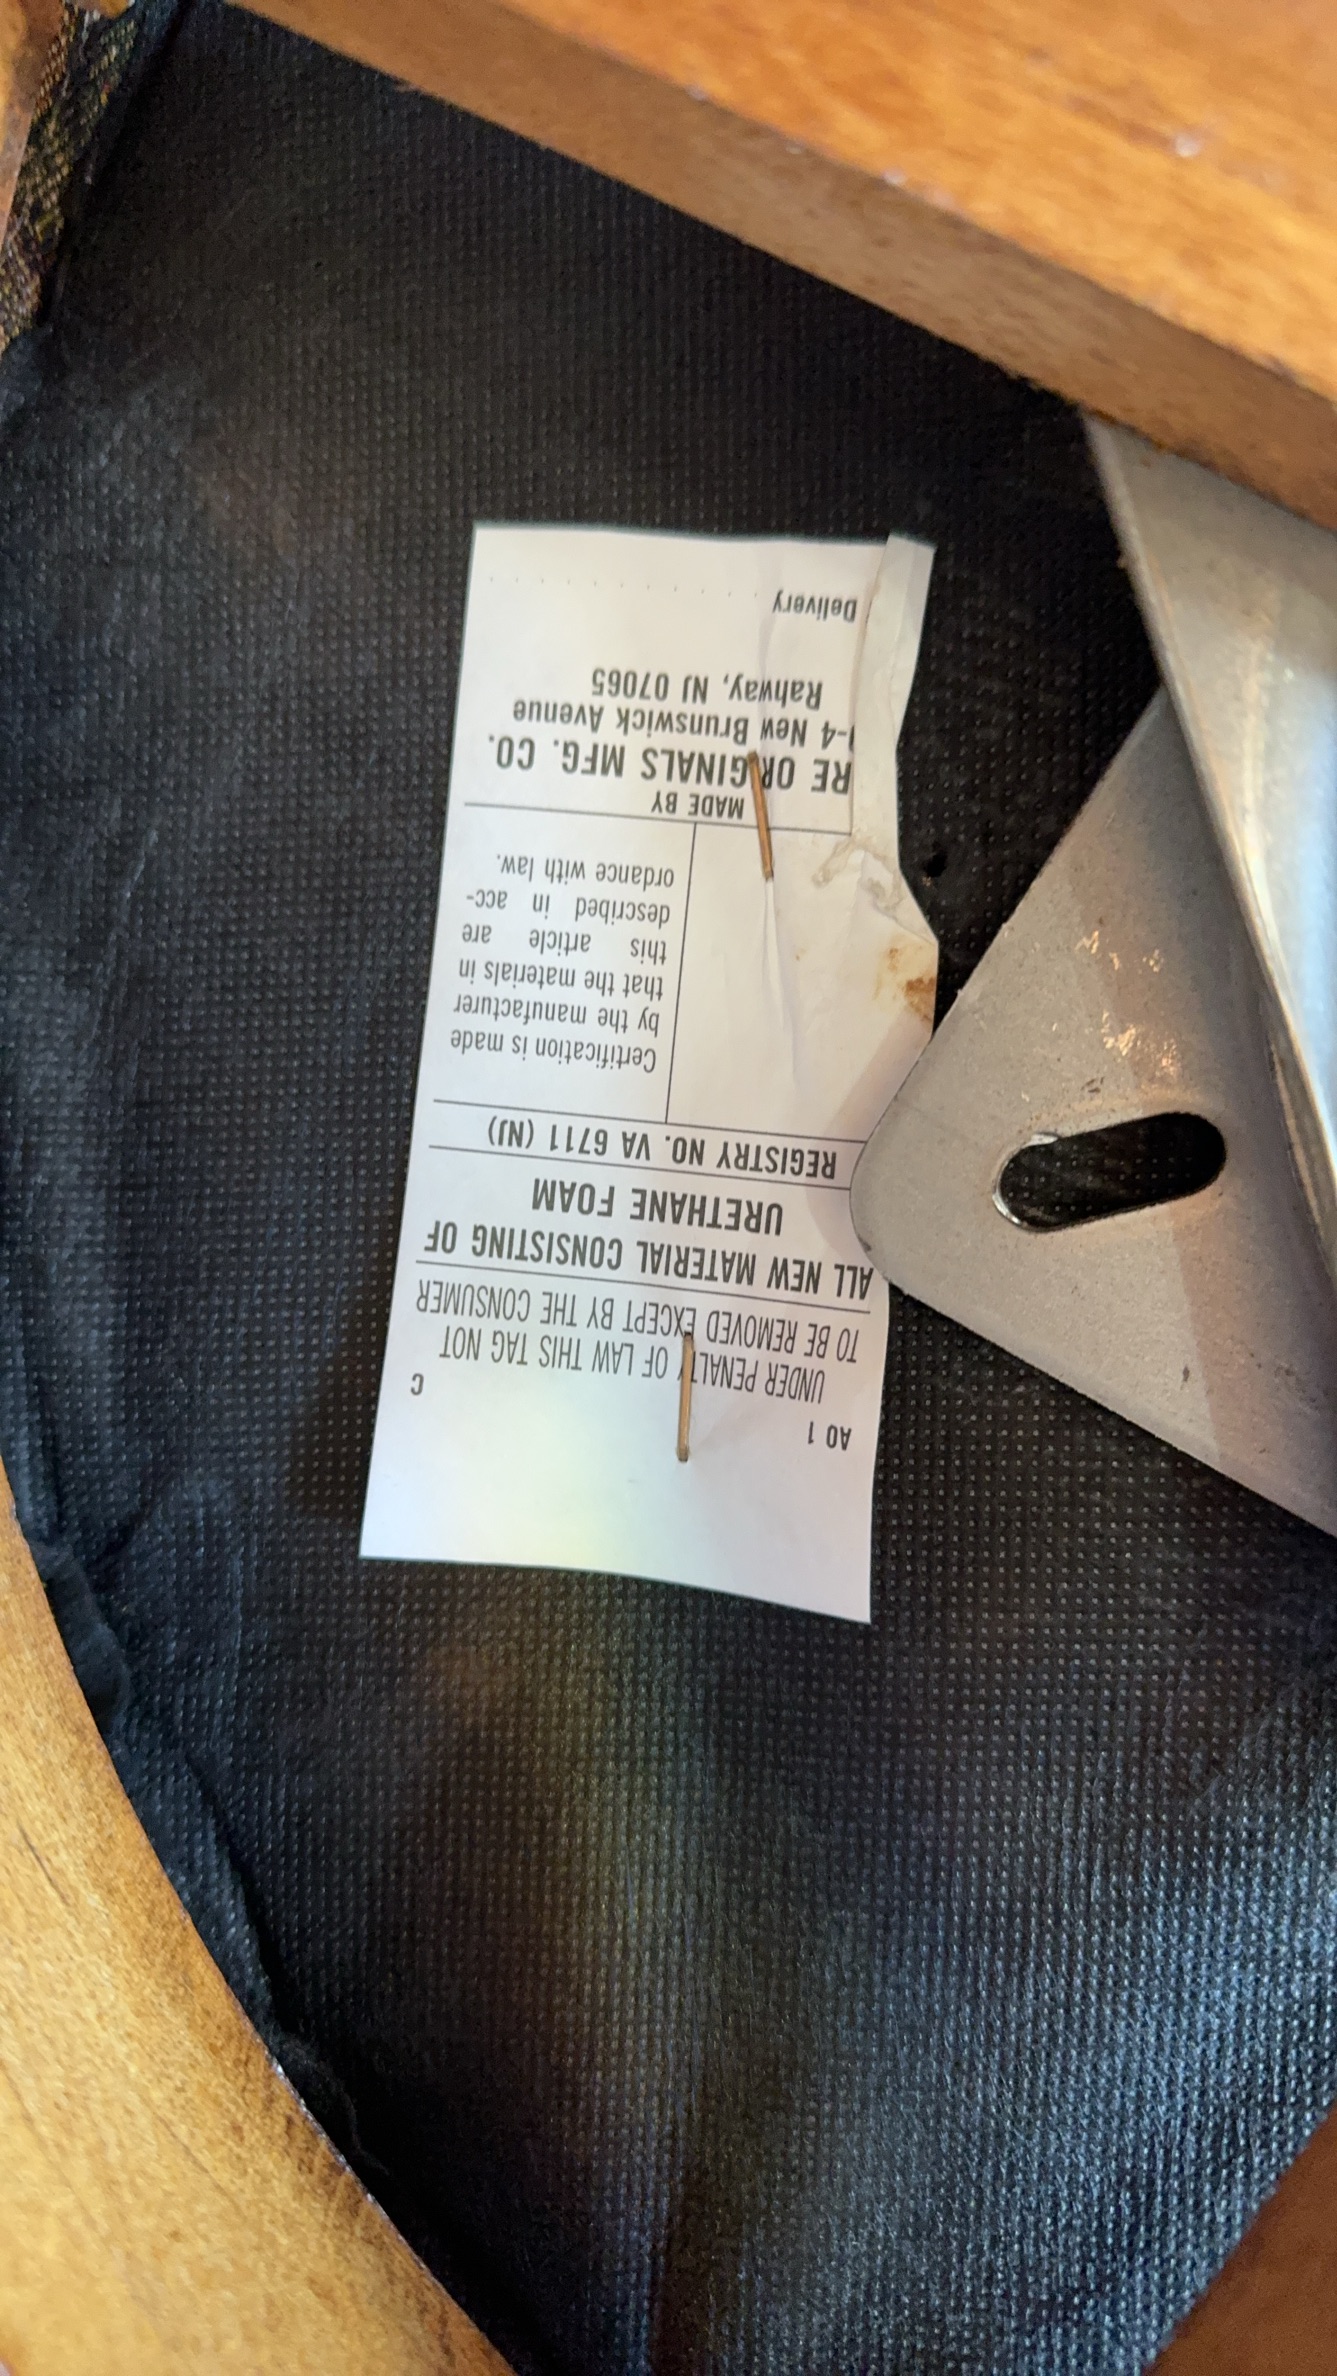 AO 1
C
UNDER PENALTY OF LAW THIS TAG NOT
TO BE REMOVED EXCEPT BY THE CONSUMER
ALL NEW MATERIAL CONSISTING OF
URETHANE FOAM
REGISTRY NO. VA 6711 (NJ)
Certification is made
by the manufacturer
that the materials in
this article are
described in acc-
ordance with law.
MADE BY
RE ORIGINALS MFG. CO.
-4 New Brunswick Avenue
Rahway, NJ 07065
Delivery